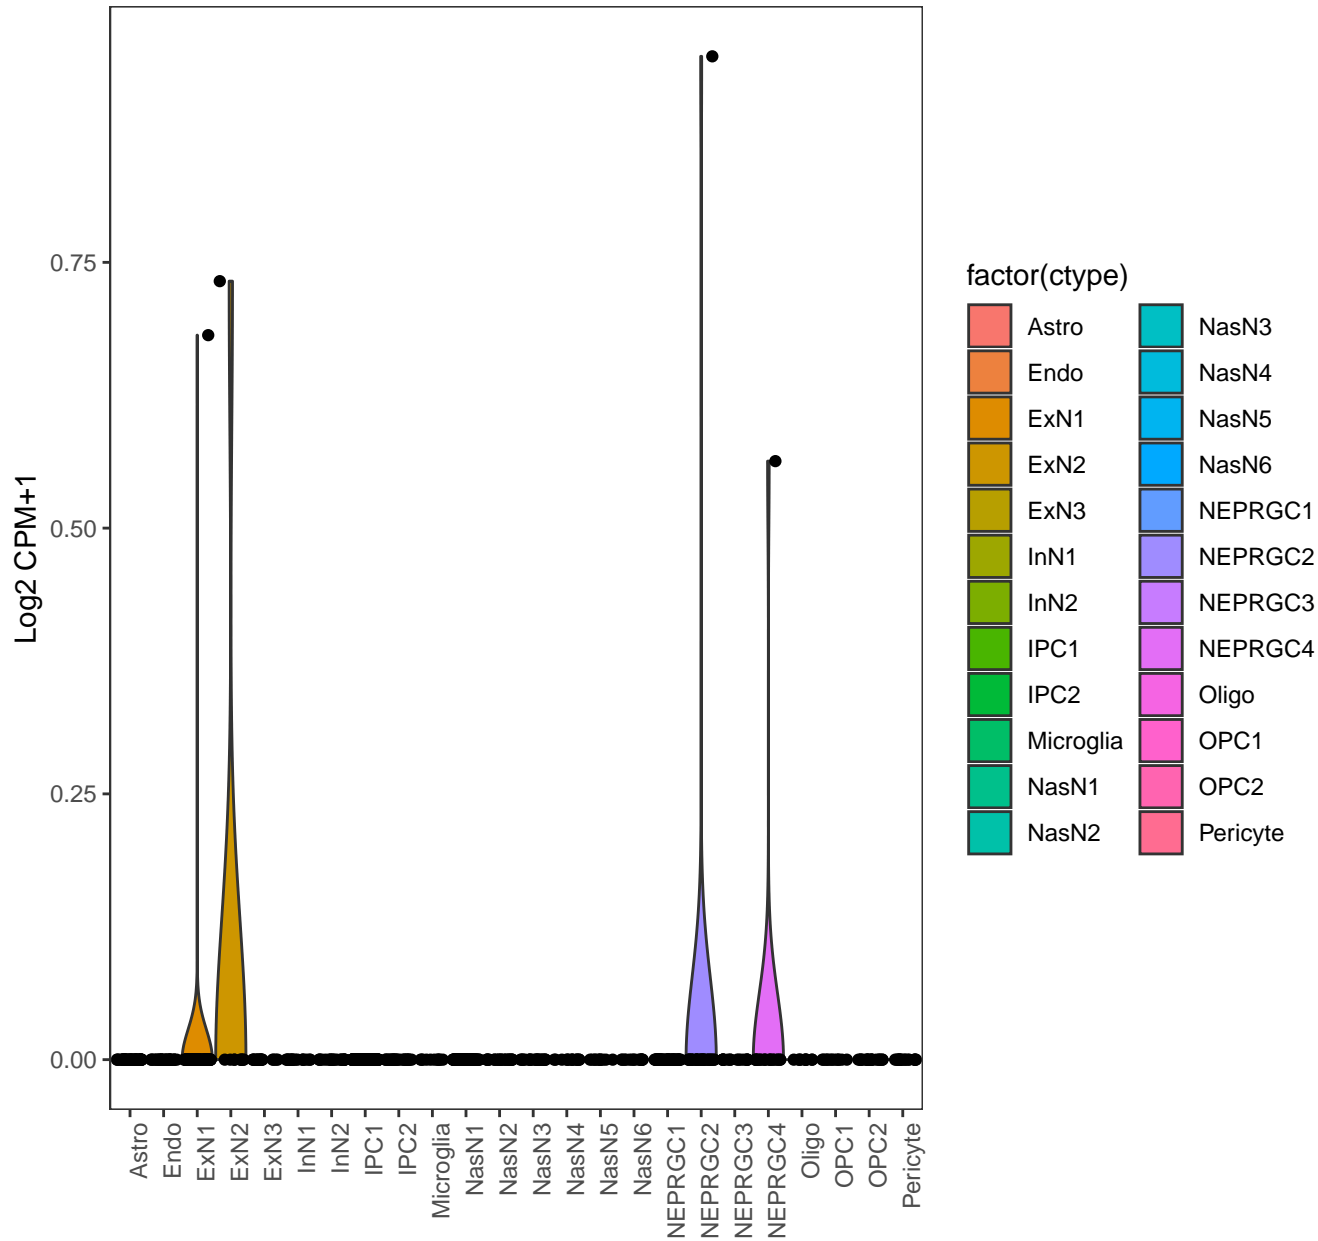 Log2 CPM+1
0.75
0.50
0.25
0.00
Astro
Endo
ExN1
ExN2
ExN3
InN1
InN2
IPC1
IPC2
Microglia
NasN1
NasN2
NasN3
NasN4
NasN5
NasN6
NEPRGC1
NEPRGC2
NEPRGC3
NEPRGC4
Oligo
OPC1
OPC2
Pericyte
factor(ctype)
Astro
Endo
ExN1
ExN2
ExN3
InN1
InN2
IPC1
IPC2
Microglia
NasN1
NasN2
NasN3
NasN4
NasN5
NasN6
NEPRGC1
NEPRGC2
NEPRGC3
NEPRGC4
Oligo
OPC1
OPC2
Pericyte